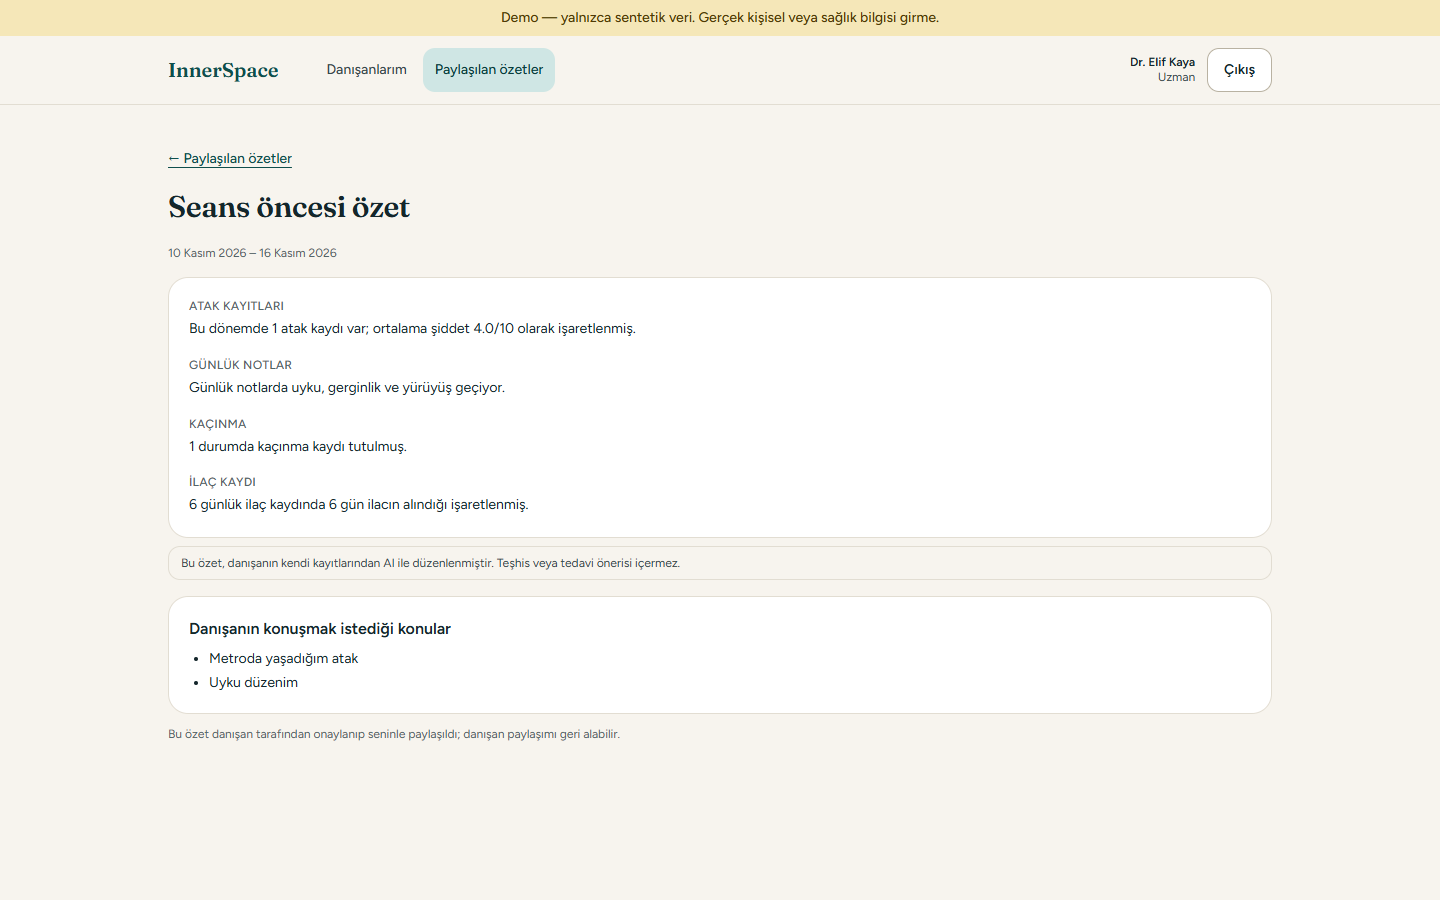 Demo — yalnızca sentetik veri. Gerçek kişisel veya sağlık bilgisi girme.
InnerSpace
Danışanlarım
Paylaşılan özetler
Dr. Elif Kaya
Uzman
Çıkış
← Paylaşılan özetler
Seans öncesi özet
10 Kasım 2026 – 16 Kasım 2026
ATAK KAYITLARI
Bu dönemde 1 atak kaydı var; ortalama şiddet 4.0/10 olarak işaretlenmiş.
GÜNLÜK NOTLAR
Günlük notlarda uyku, gerginlik ve yürüyüş geçiyor.
KAÇINMA
1 durumda kaçınma kaydı tutulmuş.
İLAÇ KAYDI
6 günlük ilaç kaydında 6 gün ilacın alındığı işaretlenmiş.
Bu özet, danışanın kendi kayıtlarından AI ile düzenlenmiştir. Teşhis veya tedavi önerisi içermez.
Danışanın konuşmak istediği konular
• Metroda yaşadığım atak
• Uyku düzenim
Bu özet danışan tarafından onaylanıp seninle paylaşıldı; danışan paylaşımı geri alabilir.